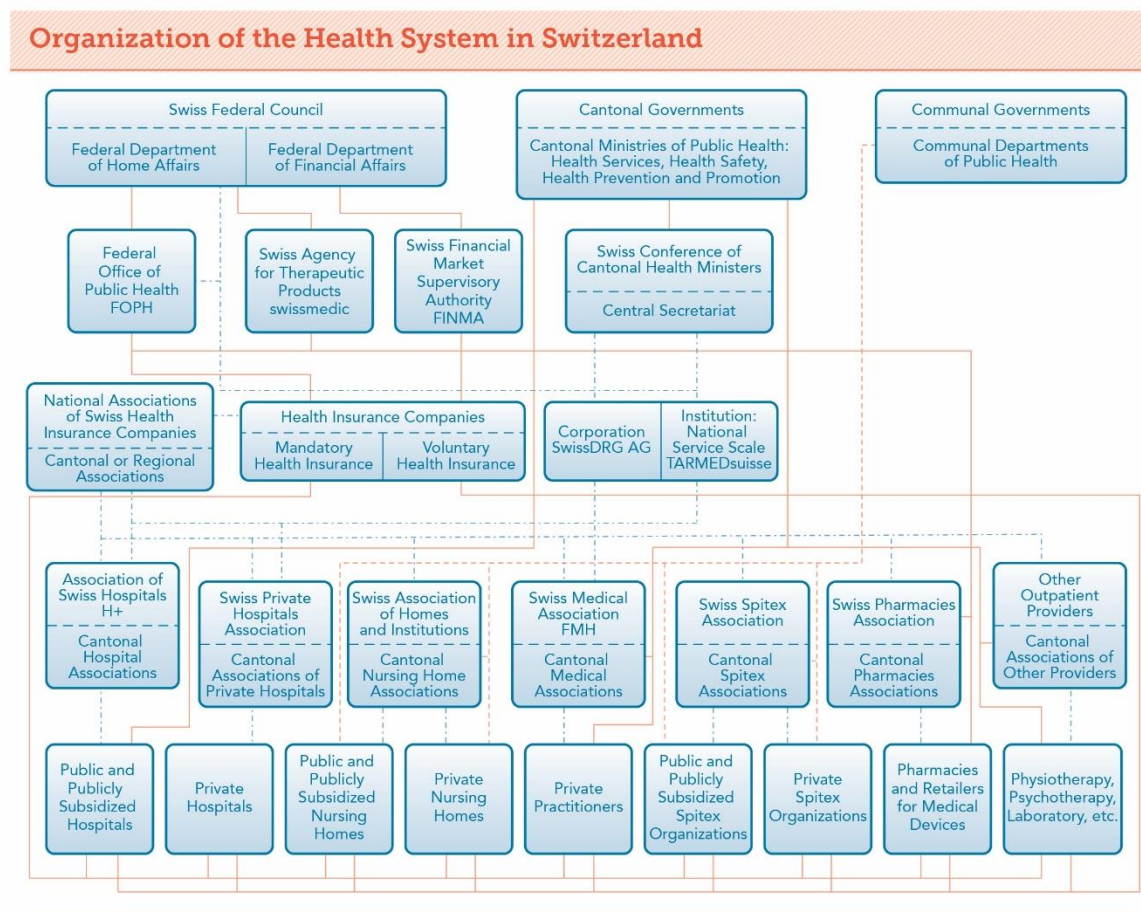 Organization of the Health System in Switzerland
Swiss Federal Council
Federal Department
of Home Affairs
Federal Department
of Financial Affairs
Cantonal Governments
Cantonal Ministries of Public Health:
Health Services, Health Safety,
Health Prevention and Promotion
Communal Governments
Communal Departments
of Public Health
Federal
Office of
Public Health
FOPH
Swiss Agency
for Therapeutic
Products
swissmedic
Swiss Financial
Market
Supervisory
Authority
FINMA
Swiss Conference of
Cantonal Health Ministers
Central Secretariat
National Associations
of Swiss Health
Insurance Companies
Cantonal or Regional
Associations
Health Insurance Companies
Mandatory
Health Insurance
Voluntary
Health Insurance
Corporation
SwissDRG AG
Institution:
National
Service Scale
TARMEDsuisse
Association of
Swiss Hospitals
H+
Cantonal
Hospital
Associations
Swiss Private
Hospitals
Association
Cantonal
Associations of
Private Hospitals
Swiss Association
of Homes
and Institutions
Cantonal
Nursing Home
Associations
Swiss Medical
Association
FMH
Cantonal
Medical
Associations
Swiss Spitex
Association
Cantonal
Spitex
Associations
Swiss Pharmacies
Association
Cantonal
Pharmacies
Associations
Other
Outpatient
Providers
Cantonal
Associations of
Other Providers
Public and
Publicly
Subsidized
Hospitals
Private
Hospitals
Public and
Publicly
Subsidized
Nursing
Homes
Private
Nursing
Homes
Private
Practitioners
Public and
Publicly
Subsidized
Spitex
Organizations
Private
Spitex
Organizations
Pharmacies
and Retailers
for Medical
Devices
Physiotherapy,
Psychotherapy,
Laboratory, etc.